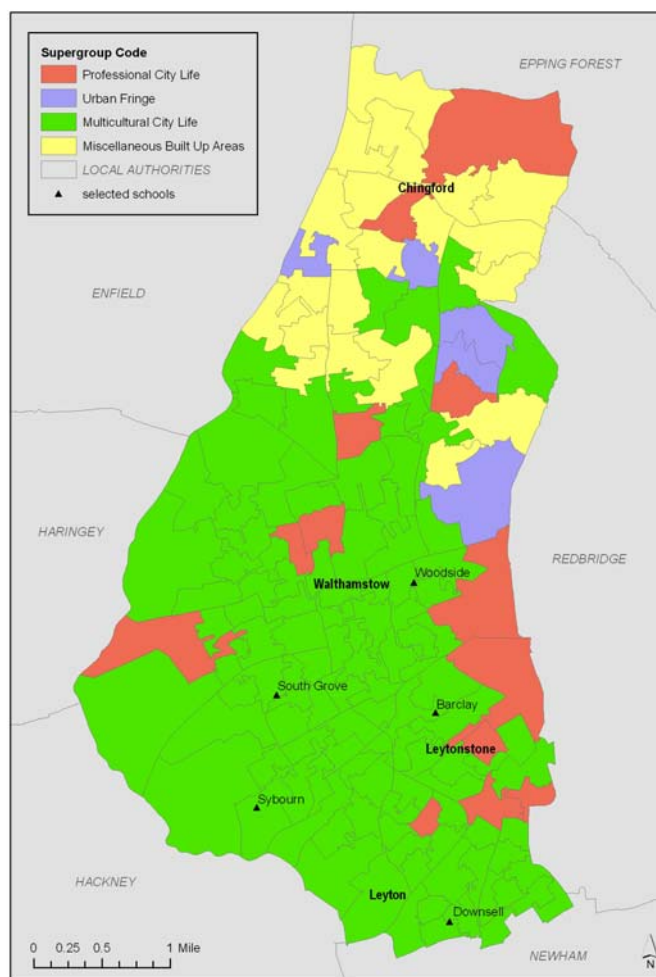 Supergroup Code
Professional City Life
Urban Fringe
Multicultural City Life
Miscellaneous Built Up Areas
LOCAL AUTHORITIES
selected schools
EPPING FOREST
Chingford
ENFIELD
HARINGEY
REDBRIDGE
Woodside
Walthamstow
South Grove
Barclay
Leytonstone
Sybourn
HACKNEY
Leyton
Downsell
NEWHAM
0 0.25 0.5 1 Mile
N